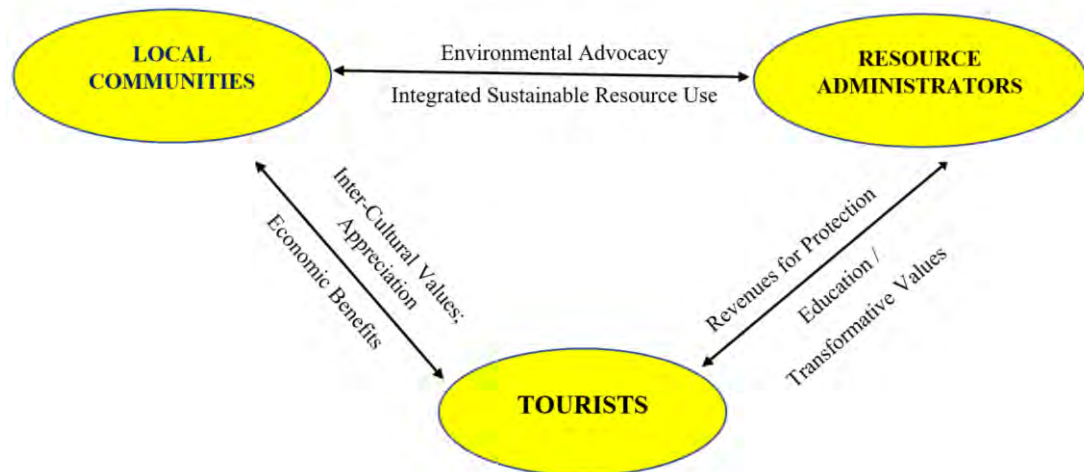 LOCAL
COMMUNITIES
Environmental Advocacy
Integrated Sustainable Resource Use
RESOURCE
ADMINISTRATORS
Inter-Cultural Values;
Appreciation
Economic Benefits
Revenues for Protection
Education /
Transformative Values
TOURISTS